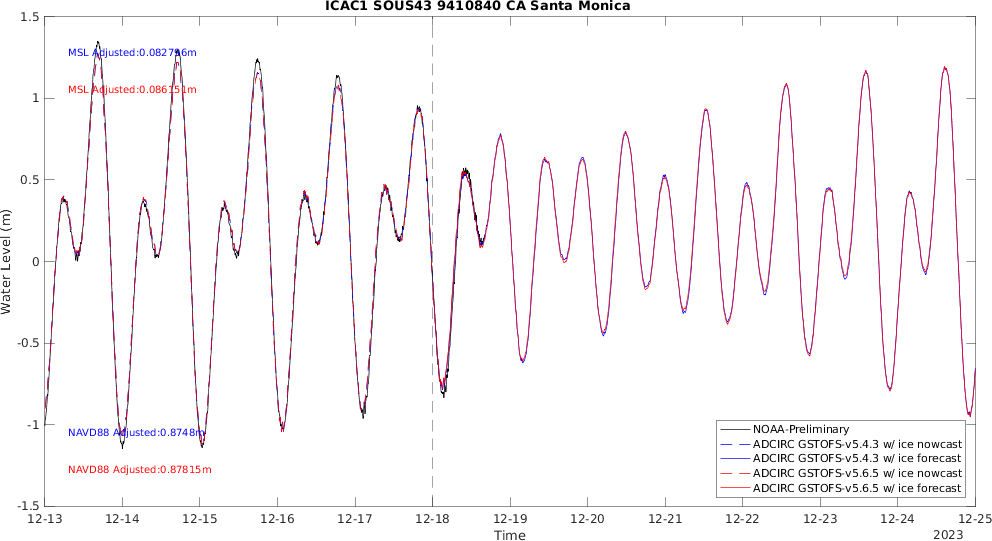 ICAC1 SOUS43 9410840 CA Santa Monica
1.5
1
0.5
0
-0.5
-1
-1.5
Water Level (m)
MSL Adjusted:0.082796m
MSL Adjusted:0.086151m
NAVD88 Adjusted:0.8748m
NAVD88 Adjusted:0.87815m
NOAA-Preliminary
ADCIRC GSTOFS-v5.4.3 w/ ice nowcast
ADCIRC GSTOFS-v5.4.3 w/ ice forecast
ADCIRC GSTOFS-v5.6.5 w/ ice nowcast
ADCIRC GSTOFS-v5.6.5 w/ ice forecast
12-13 12-14 12-15 12-16 12-17 12-18 12-19 12-20 12-21 12-22 12-23 12-24 12-25
Time
2023